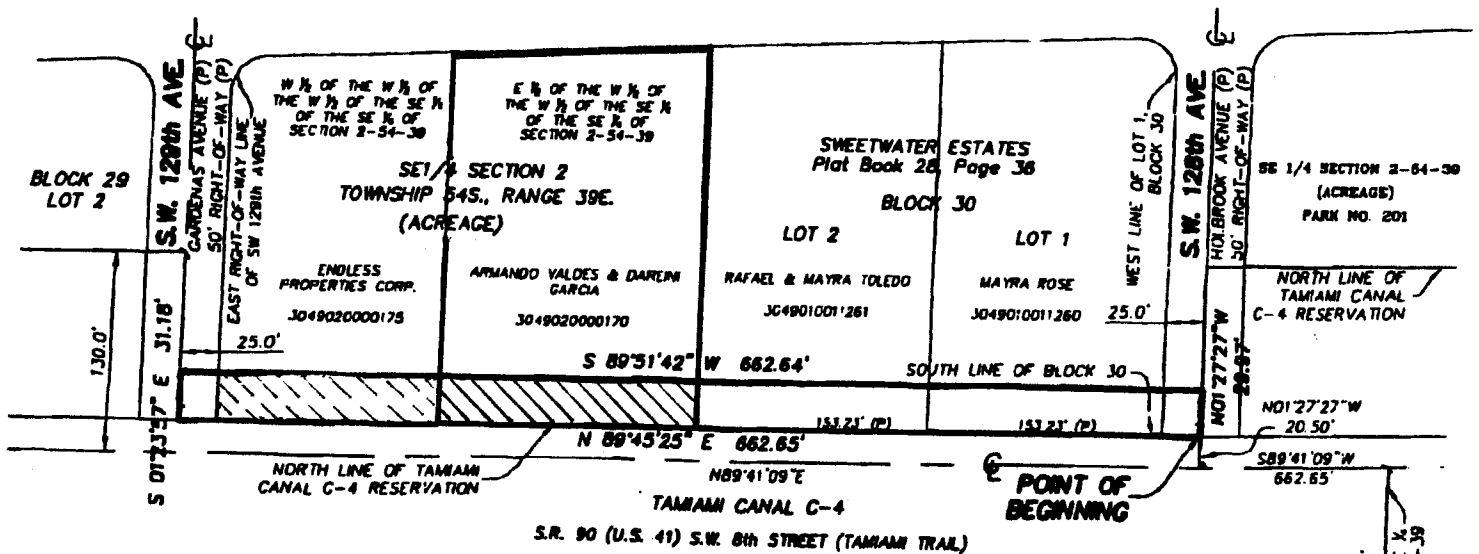 BLOCK 29
LOT 2
S.W. 129th AVE.
GARDENAS AVENUE (P)
50' RIGHT-OF-WAY (P)
EAST RIGHT-OF-WAY LINE
OF SW 129th AVENUE
W ½ OF THE W ½ OF
THE W ½ OF THE SE ¼
OF THE SE ¼ OF
SECTION 2-54-39
E ½ OF THE W ½ OF
THE W ½ OF THE SE ¼
OF THE SE ¼ OF
SECTION 2-54-39
SE1/4 SECTION 2
TOWNSHIP 54S., RANGE 39E.
(ACREAGE)
SWEETWATER ESTATES
Plat Book 28, Page 36
BLOCK 30
LOT 2
LOT 1
WEST LINE OF LOT 1,
BLOCK 30
S.W. 128th AVE.
HOLBROOK AVENUE (P)
50' RIGHT-OF-WAY (P)
SE 1/4 SECTION 2-54-39
(ACREAGE)
PARK NO. 201
NORTH LINE OF
TAMIAMI CANAL
C-4 RESERVATION
ENDLESS
PROPERTIES CORP.
3049020000175
ARMANDO VALDES &
GARCIA
3049020000170
RAFAEL & MAYRA TOLEDO
3049010011261
MAYRA ROSE
3049010011260
130.0'
S 01°23'57" E 31.18'
25.0'
25.0'
S 89°51'42" W 662.64'
SOUTH LINE OF BLOCK 30
N01°27'27"W
153.23' (P)
153.23' (P)
N 89°45'25" E 662.65'
N01°27'27"W
20.50'
NORTH LINE OF TAMIAMI
CANAL C-4 RESERVATION
N89°41'09"E
S89°41'09"W
662.65'
POINT OF
BEGINNING
TAMIAMI CANAL C-4
S.R. 90 (U.S. 41) S.W. 8th STREET (TAMIAMI TRAIL)